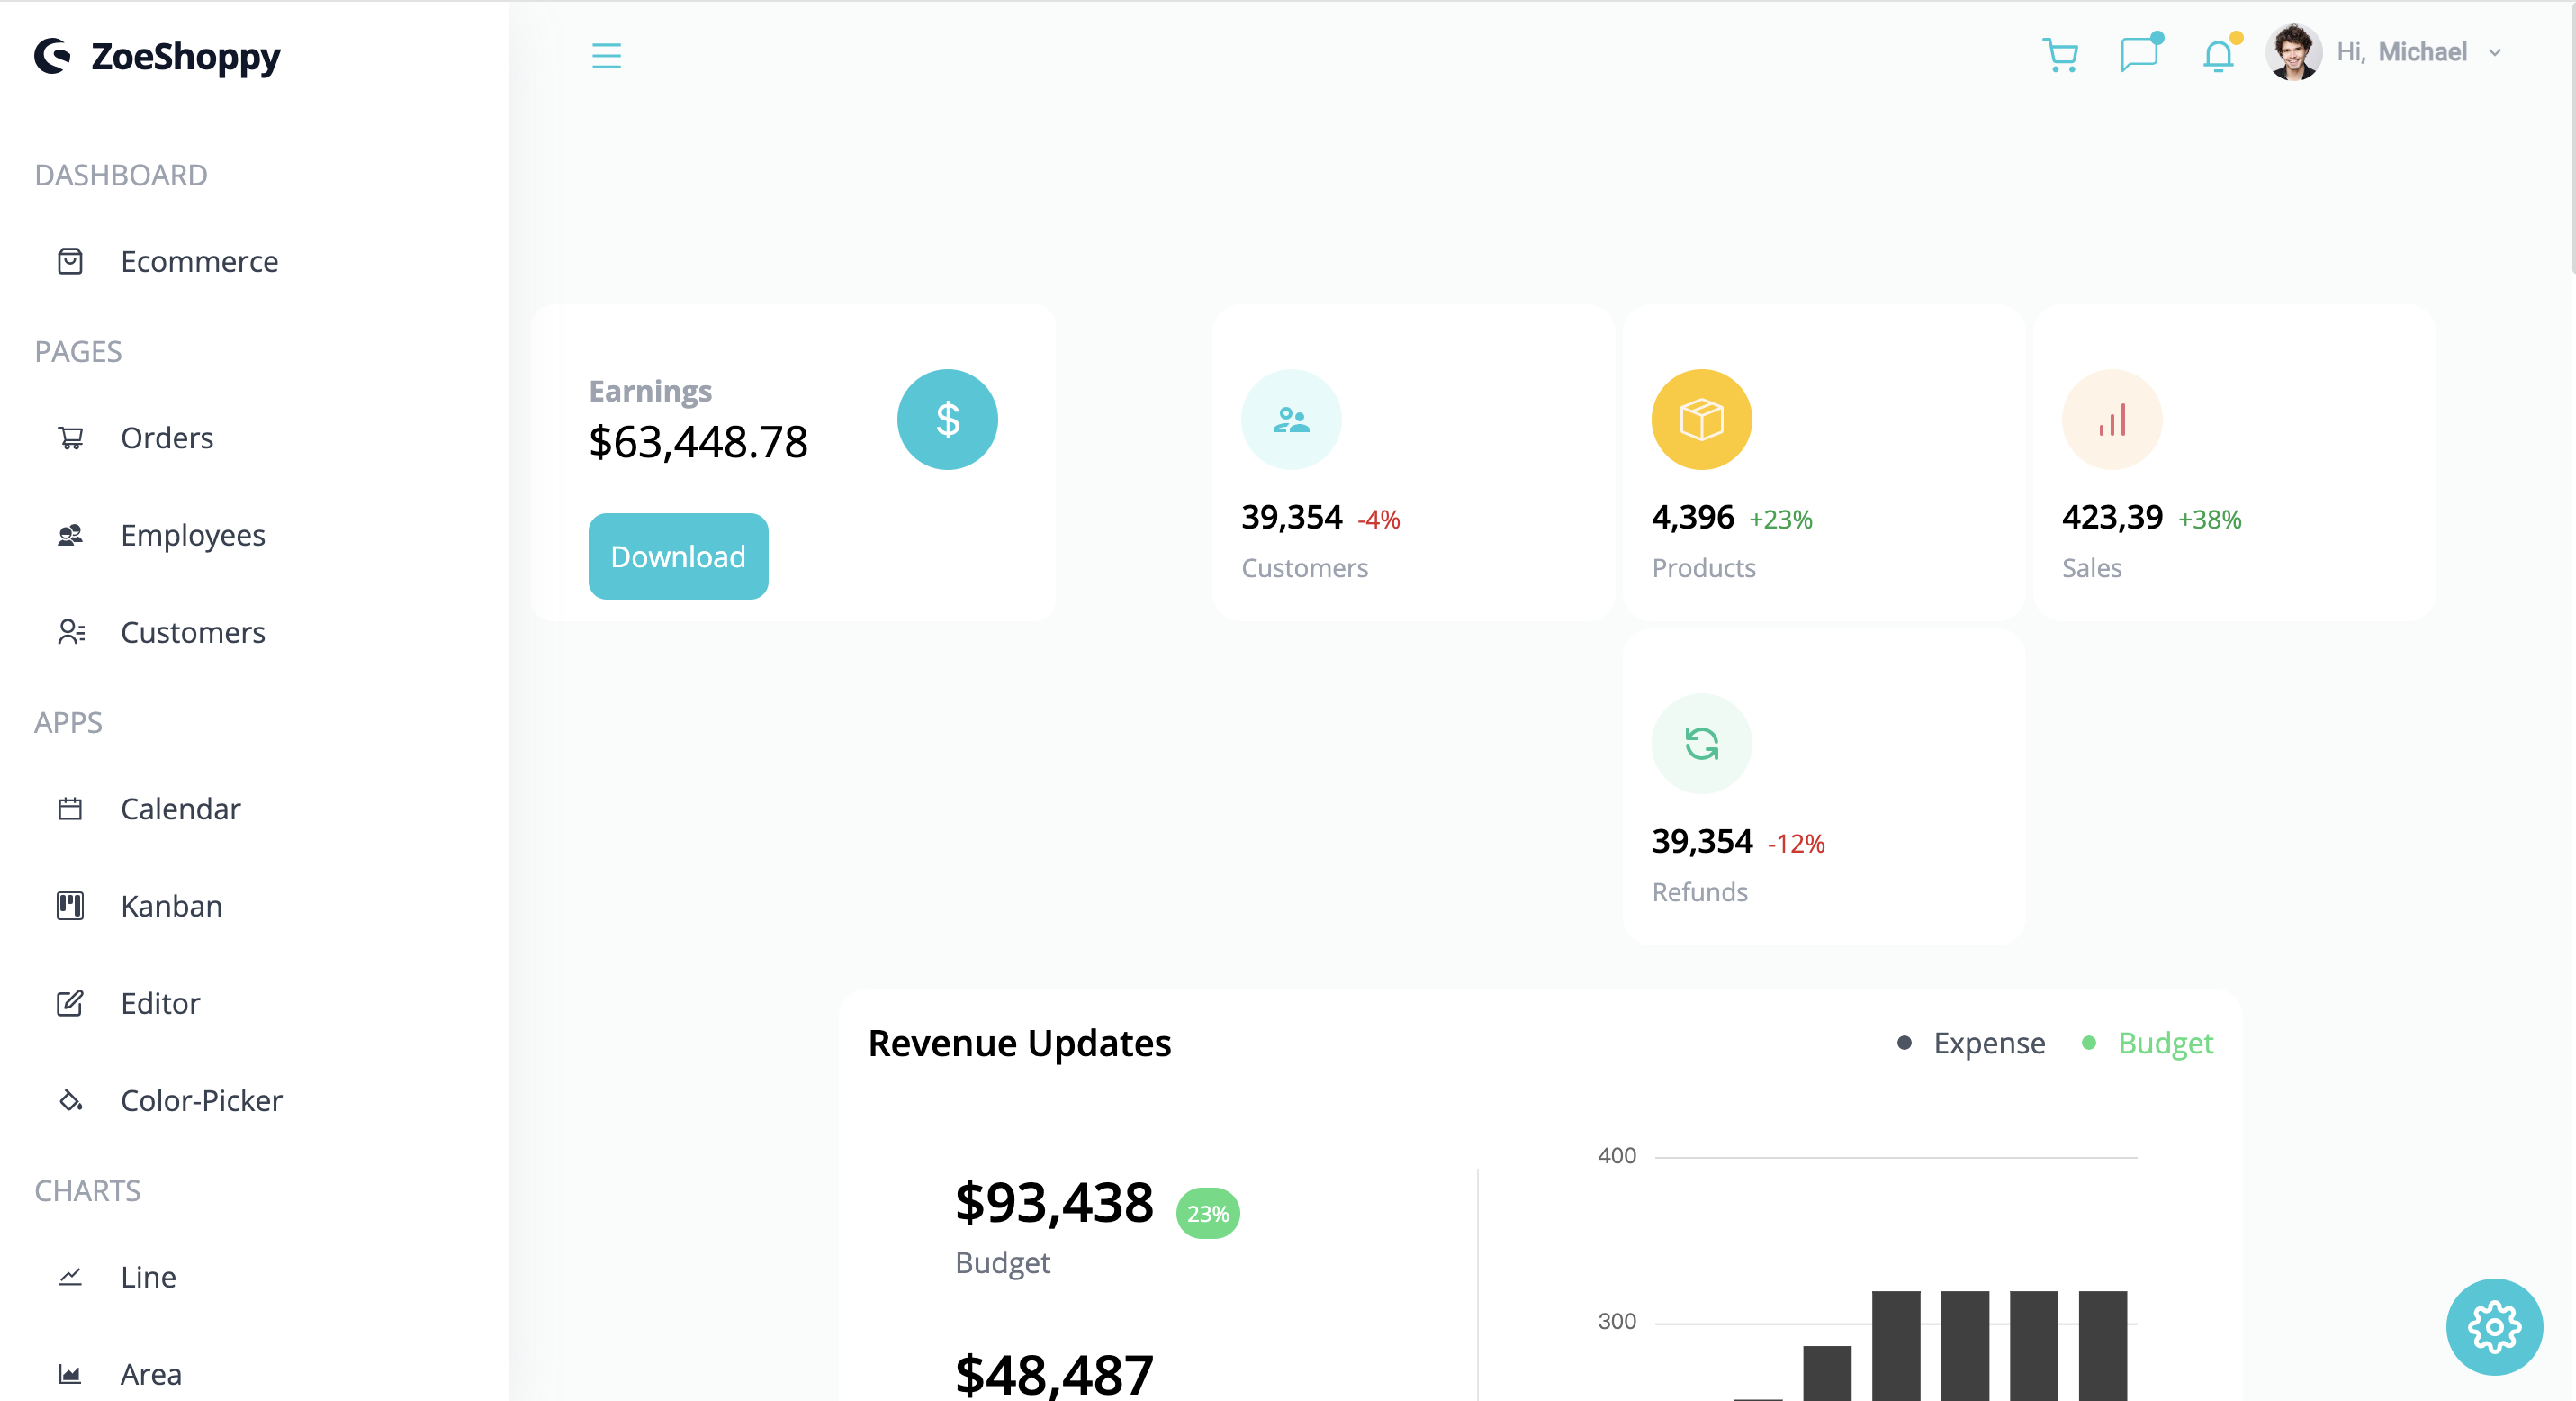 ZoeShoppy
Hi, Michael
DASHBOARD
Ecommerce
PAGES
Orders
Employees
Customers
APPS
Calendar
Kanban
Editor
Color-Picker
CHARTS
Line
Area
Earnings
$63,448.78
$
Download
39,354 -4%
Customers
4,396 +23%
Products
423,39 +38%
Sales
39,354 -12%
Refunds
Revenue Updates
Expense
Budget
$93,438 23%
Budget
$48,487
400
300